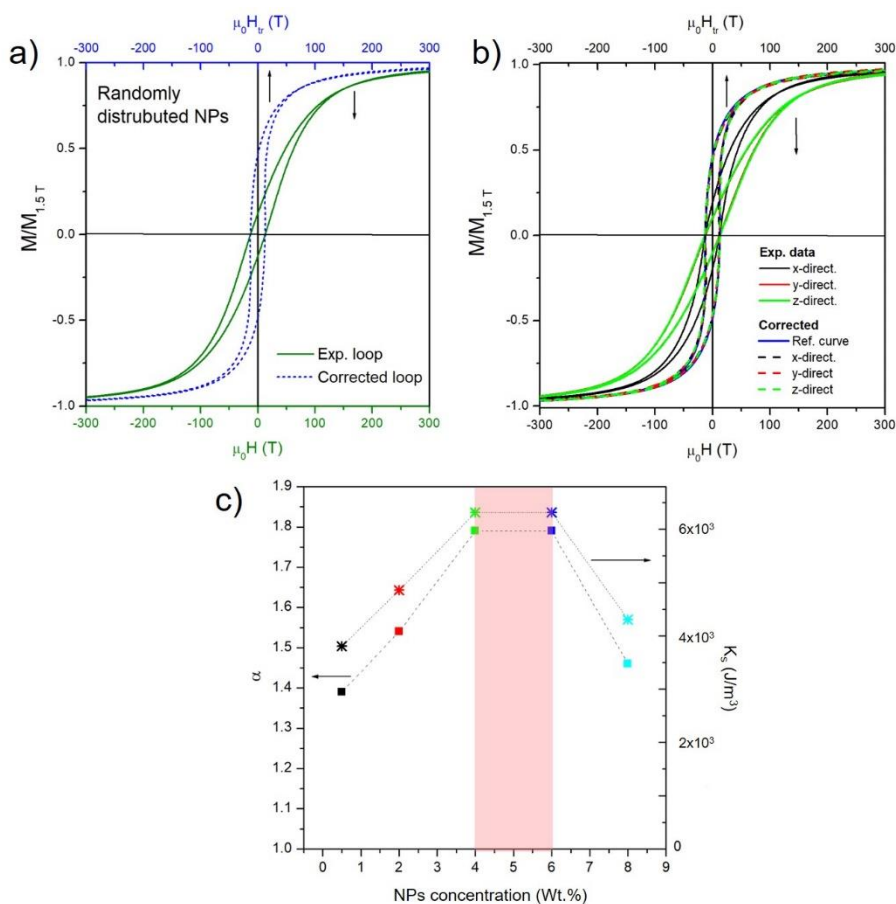 a)
μ₀H_tr (T)
-300 -200 -100 0 100 200 300
1.0
0.5
0.0
-0.5
-1.0
M/M_1.5 T
Randomly
distrubuted NPs
Exp. loop
Corrected loop
-300 -200 -100 0 100 200 300
μ₀H (T)
b)
μ₀H_tr (T)
-300 -200 -100 0 100 200 300
1.0
0.5
0.0
-0.5
-1.0
M/M_1.5 T
Exp. data
x-direct.
y-direct.
z-direct.
Corrected
Ref. curve
x-direct.
y-direct
z-direct
-300 -200 -100 0 100 200 300
μ₀H (T)
c)
1.9
1.8
1.7
1.6
1.5
1.4
1.3
1.2
1.1
1.0
α
6x10³
4x10³
2x10³
0
K_s (J/m³)
0 1 2 3 4 5 6 7 8 9
NPs concentration (Wt.%)